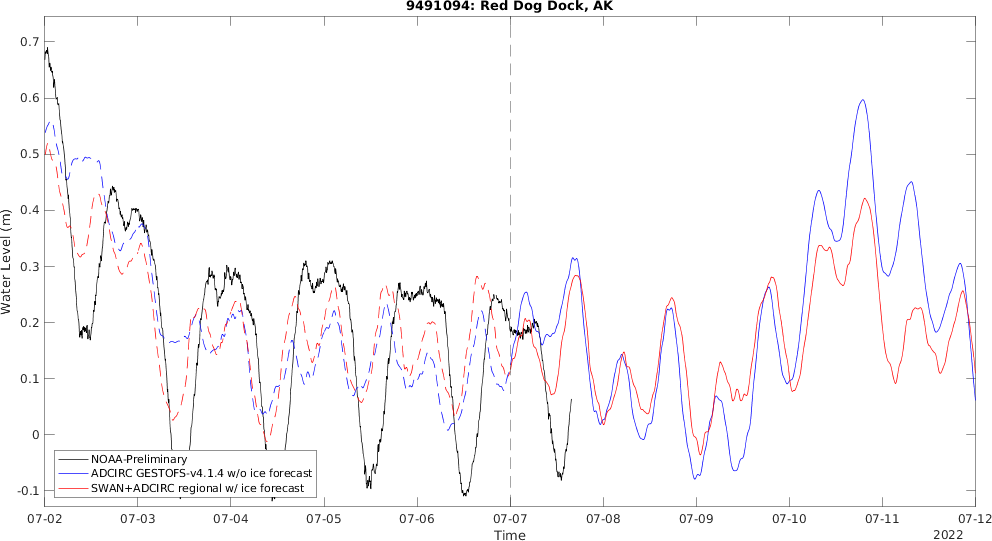 9491094: Red Dog Dock, AK
0.7
0.6
0.5
0.4
0.3
0.2
0.1
0
-0.1
Water Level (m)
NOAA-Preliminary
ADCIRC GESTOFS-v4.1.4 w/o ice forecast
SWAN+ADCIRC regional w/ ice forecast
07-02 07-03 07-04 07-05 07-06 07-07 07-08 07-09 07-10 07-11 07-12
Time
2022